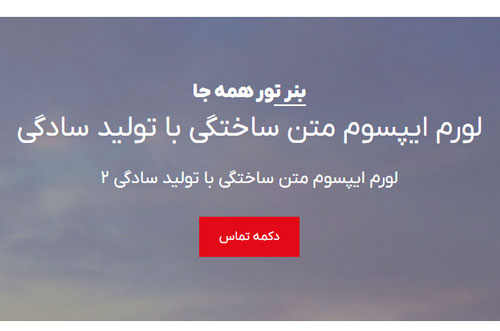 بنر تور همه جا
لورم ایپسوم متن ساختگی با تولید سادگی
لورم ایپسوم متن ساختگی با تولید سادگی ۲
دکمه تماس